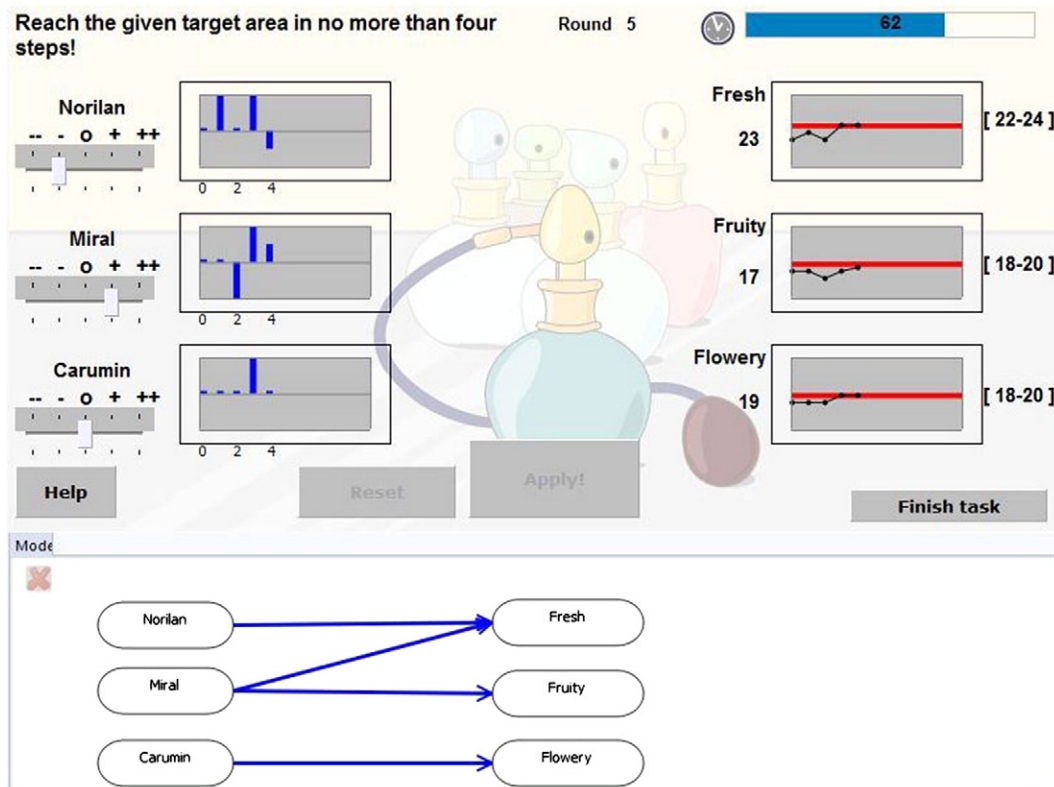 Reach the given target area in no more than four
steps!
Round 5
62
Norilan
-- - o + ++
0 2 4
Fresh
23
[ 22-24 ]
Miral
-- - o + ++
0 2 4
Fruity
17
[ 18-20 ]
Carumin
-- - o + ++
0 2 4
Flowery
19
[ 18-20 ]
Help
Reset
Apply!
Finish task
Mode
Norilan
Fresh
Miral
Fruity
Carumin
Flowery